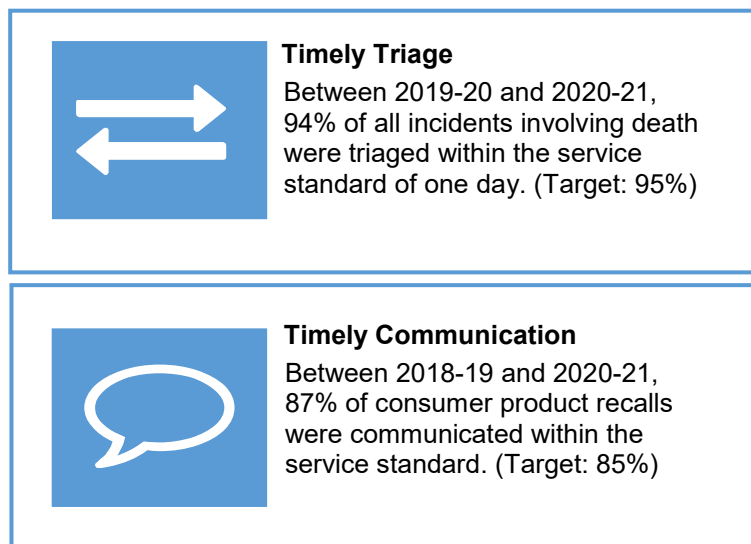 Timely Triage
Between 2019-20 and 2020-21,
94% of all incidents involving death
were triaged within the service
standard of one day. (Target: 95%)
Timely Communication
Between 2018-19 and 2020-21,
87% of consumer product recalls
were communicated within the
service standard. (Target: 85%)